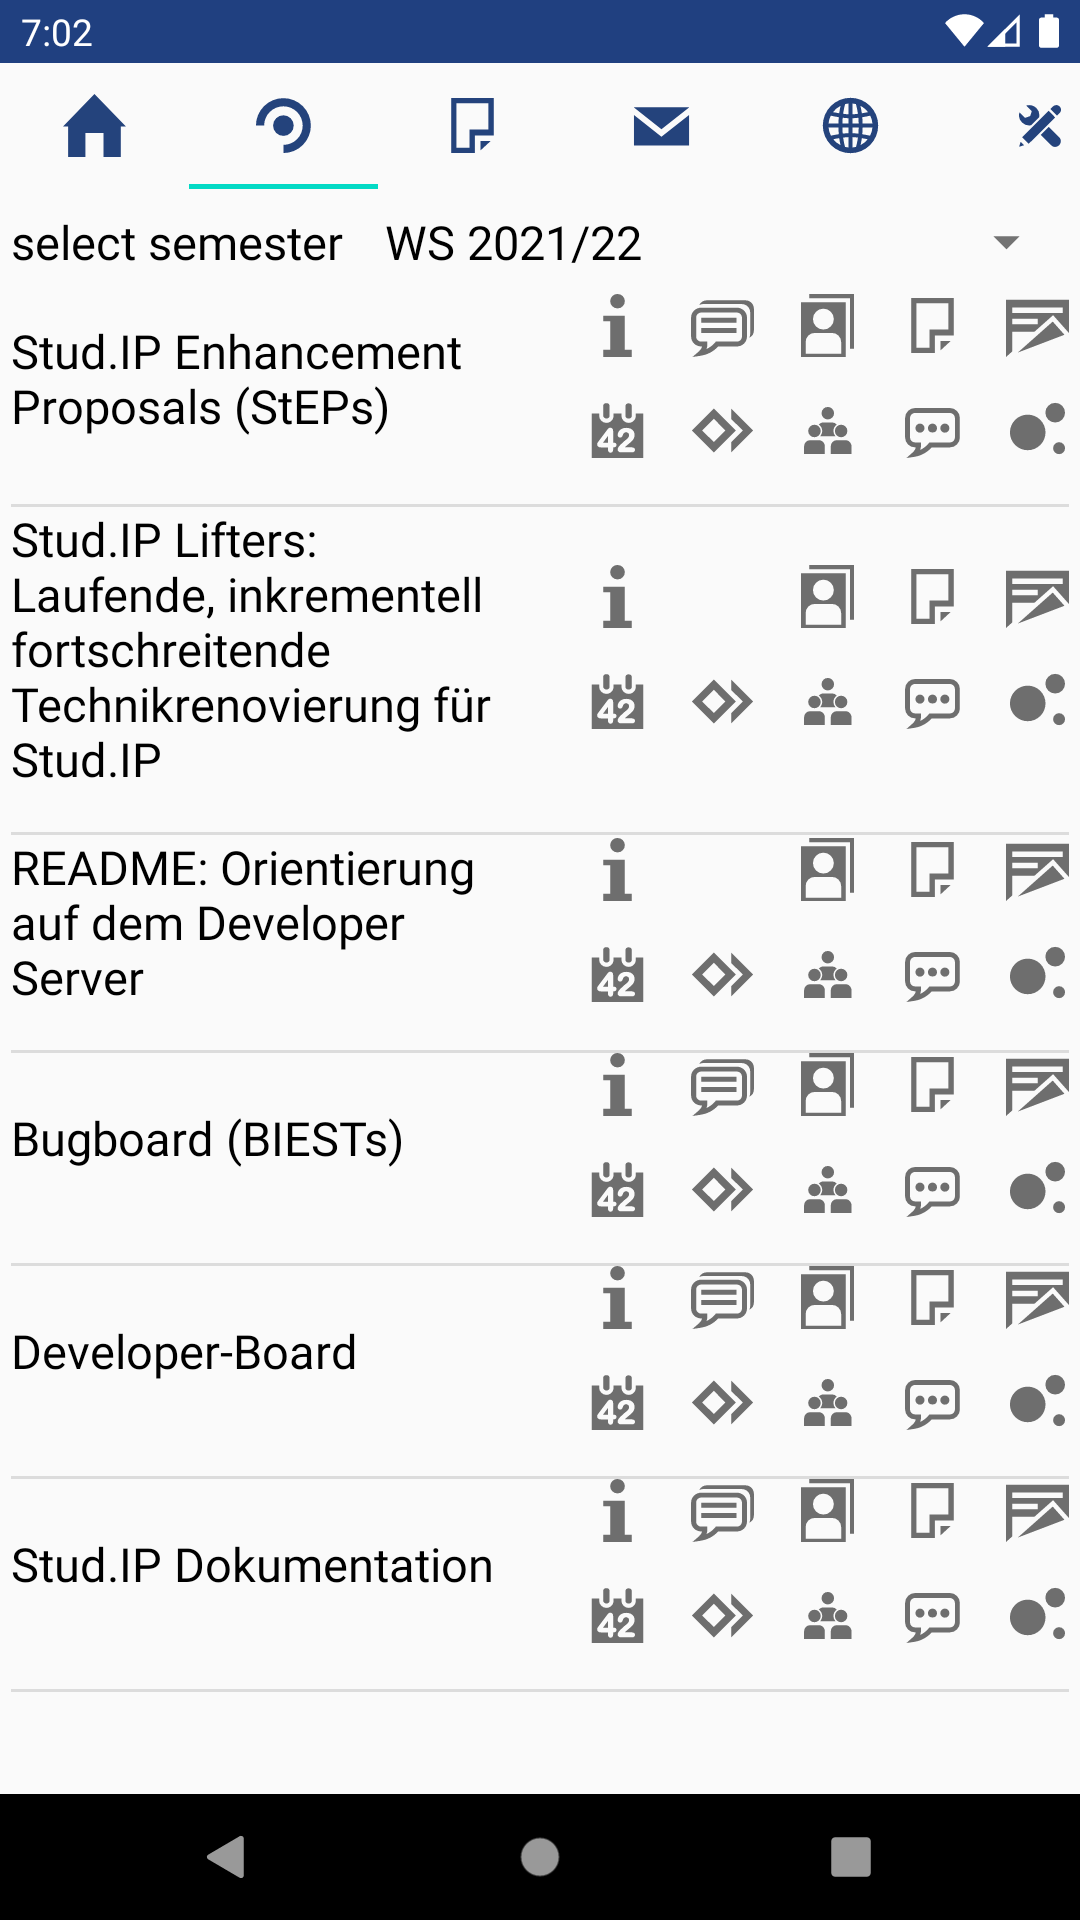 7:02
select semester WS 2021/22
Stud.IP Enhancement
Proposals (StEPs)
42
Stud.IP Lifters:
Laufende, inkrementell
fortschreitende
Technikrenovierung für
Stud.IP
42
README: Orientierung
auf dem Developer
Server
42
Bugboard (BIESTs)
42
Developer-Board
42
Stud.IP Dokumentation
42